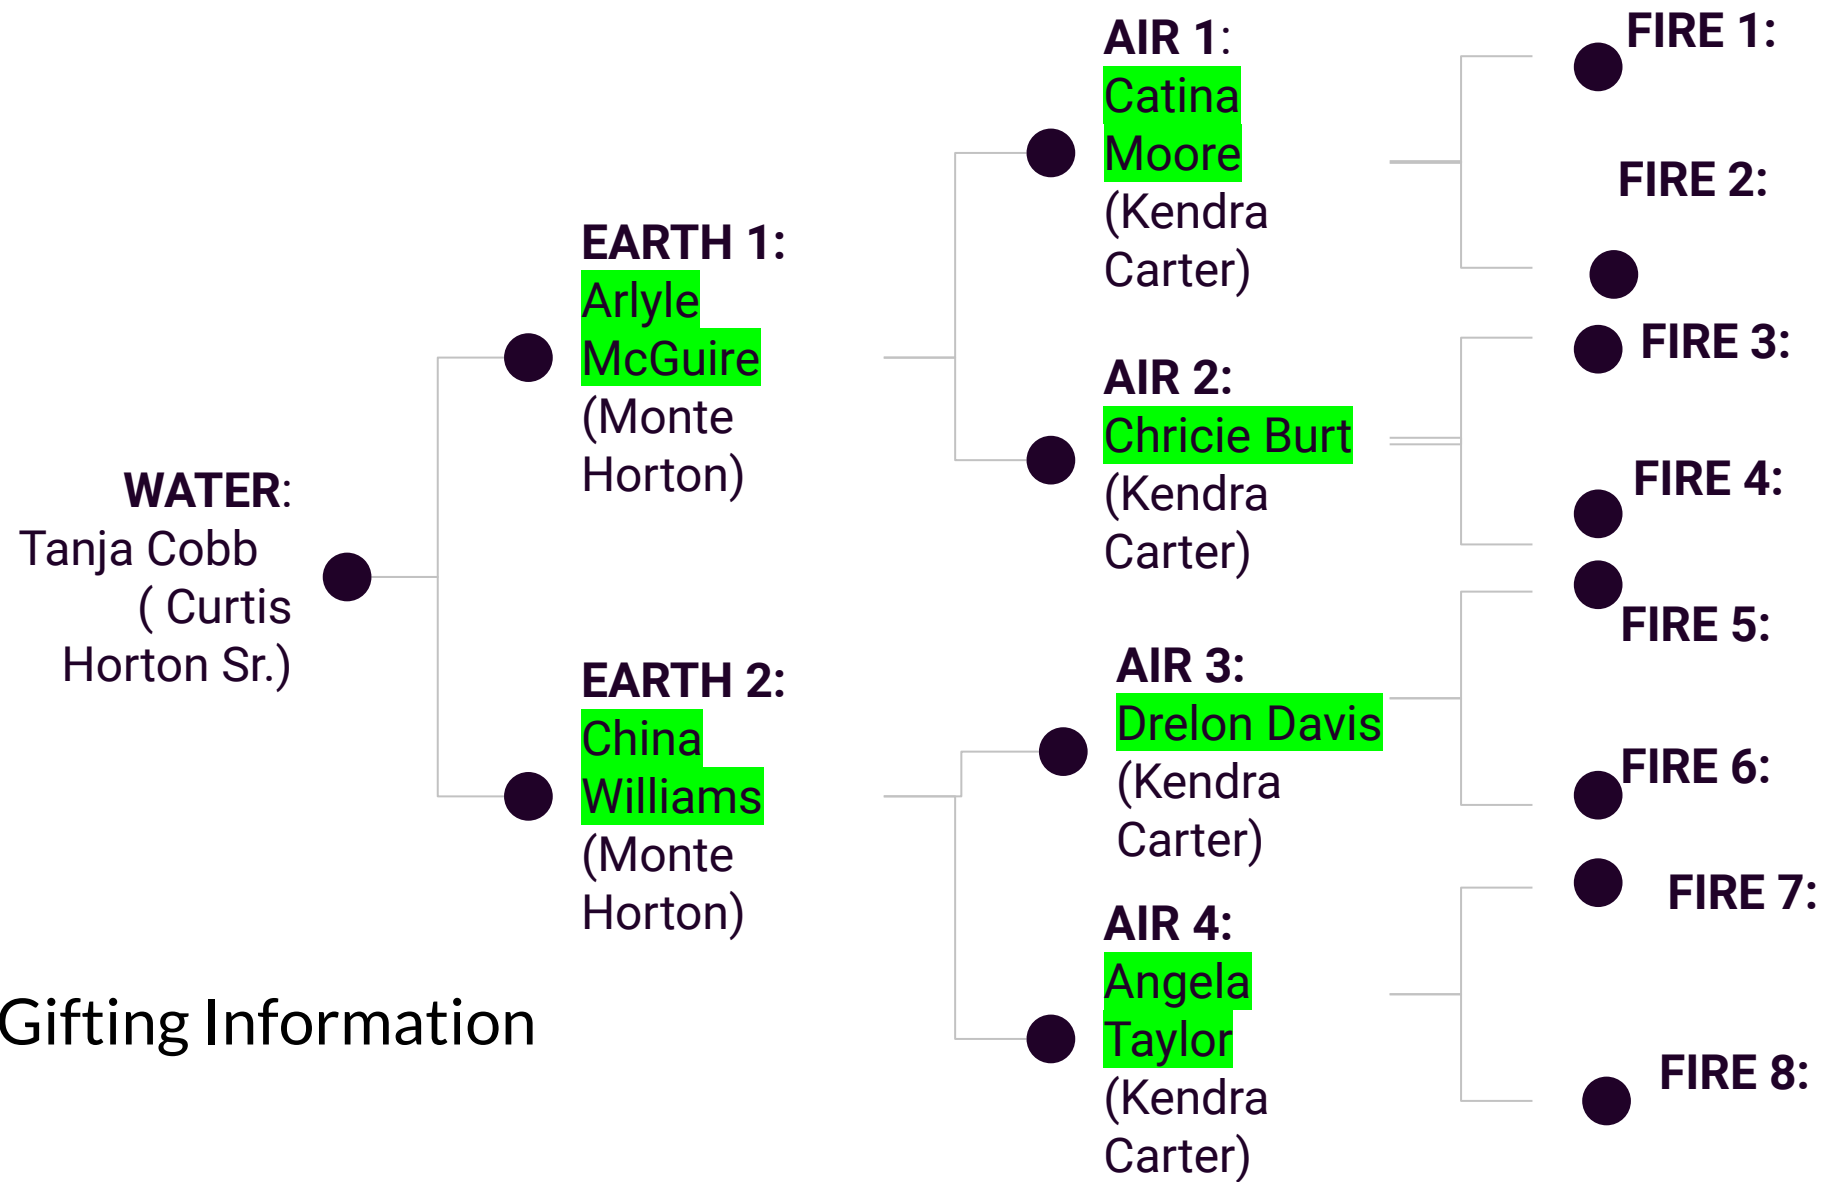 WATER:
Tanja Cobb
( Curtis
Horton Sr.)
EARTH 1:
Arlyle
McGuire
(Monte
Horton)
EARTH 2:
China
Williams
(Monte
Horton)
AIR 1:
Catina
Moore
(Kendra
Carter)
AIR 2:
Chricie Burt
(Kendra
Carter)
AIR 3:
Drelon Davis
(Kendra
Carter)
AIR 4:
Angela
Taylor
(Kendra
Carter)
FIRE 1:
FIRE 2:
FIRE 3:
FIRE 4:
FIRE 5:
FIRE 6:
FIRE 7:
FIRE 8:
Gifting Information